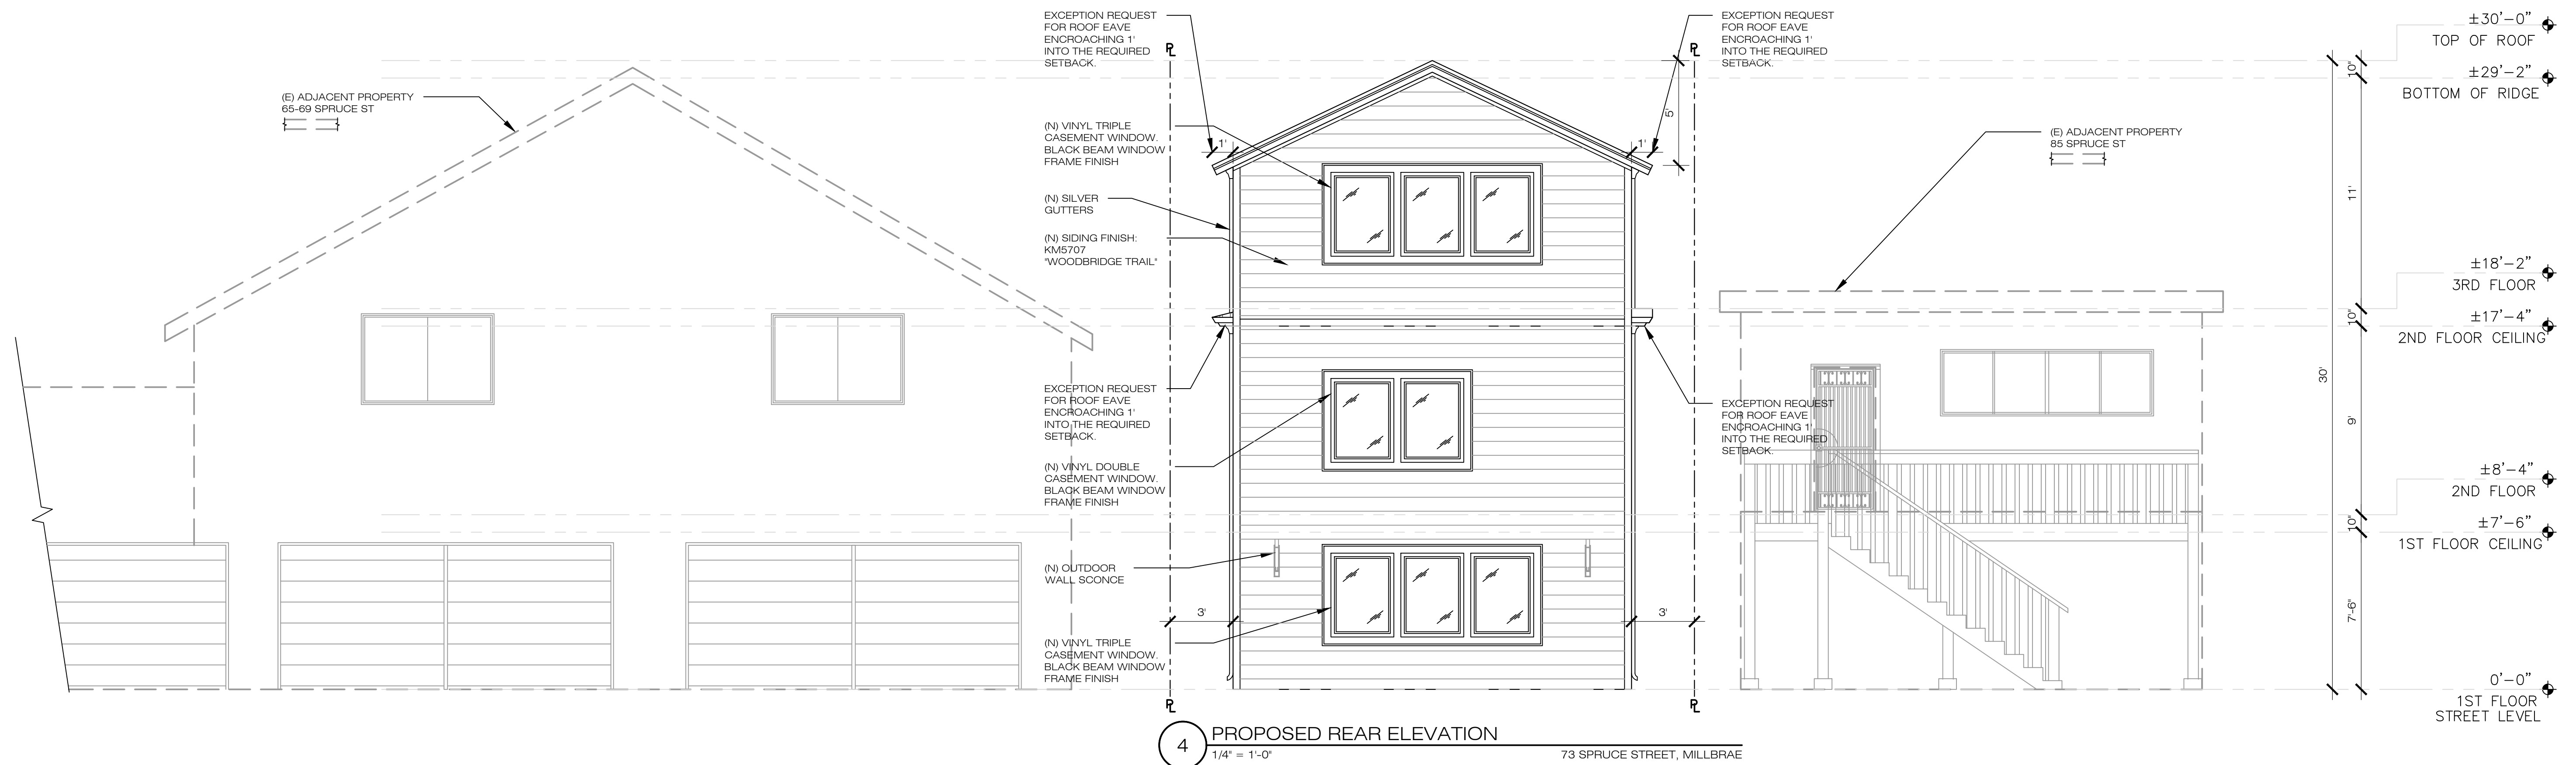 (E) ADJACENT PROPERTY
65-69 SPRUCE ST
EXCEPTION REQUEST
FOR ROOF EAVE
ENCROACHING 1'
INTO THE REQUIRED
SETBACK.
(N) VINYL TRIPLE
CASEMENT WINDOW.
BLACK BEAM WINDOW
FRAME FINISH
(N) SILVER
GUTTERS
(N) SIDING FINISH:
KM5707
"WOODBRIDGE TRAIL"
EXCEPTION REQUEST
FOR ROOF EAVE
ENCROACHING 1'
INTO THE REQUIRED
SETBACK.
(N) VINYL DOUBLE
CASEMENT WINDOW.
BLACK BEAM WINDOW
FRAME FINISH
(N) OUTDOOR
WALL SCONCE
(N) VINYL TRIPLE
CASEMENT WINDOW.
BLACK BEAM WINDOW
FRAME FINISH
PL
PL
1'
3'
PL
PL
1'
3'
5'
EXCEPTION REQUEST
FOR ROOF EAVE
ENCROACHING 1'
INTO THE REQUIRED
SETBACK.
EXCEPTION REQUEST
FOR ROOF EAVE
ENCROACHING 1'
INTO THE REQUIRED
SETBACK.
(E) ADJACENT PROPERTY
85 SPRUCE ST
30'
10"
11'
10"
9'
10"
7'-6"
±30'-0"
TOP OF ROOF
±29'-2"
BOTTOM OF RIDGE
±18'-2"
3RD FLOOR
±17'-4"
2ND FLOOR CEILING
±8'-4"
2ND FLOOR
±7'-6"
1ST FLOOR CEILING
0'-0"
1ST FLOOR
STREET LEVEL
4
PROPOSED REAR ELEVATION
1/4" = 1'-0"
73 SPRUCE STREET, MILLBRAE